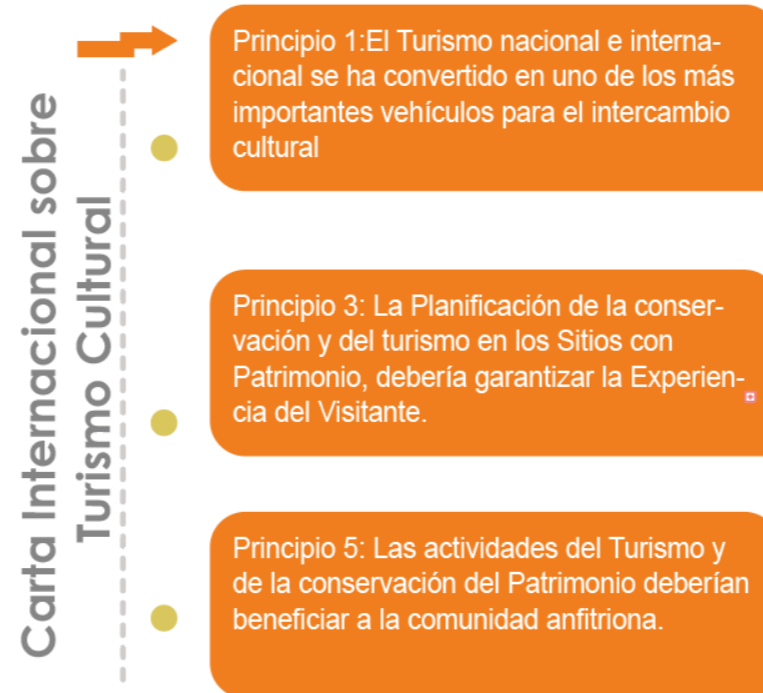 Carta Internacional sobre
Turismo Cultural
Principio 1:El Turismo nacional e interna-
cional se ha convertido en uno de los más
importantes vehículos para el intercambio
cultural
Principio 3: La Planificación de la conser-
vación y del turismo en los Sitios con
Patrimonio, debería garantizar la Experien-
cia del Visitante.
Principio 5: Las actividades del Turismo y
de la conservación del Patrimonio deberían
beneficiar a la comunidad anfitriona.